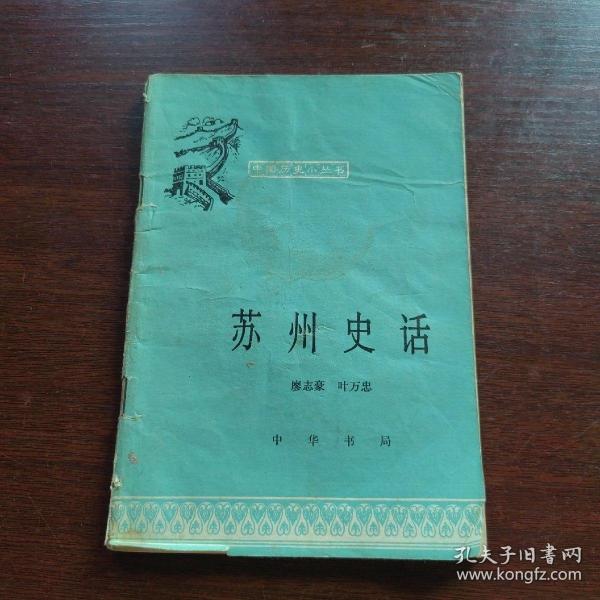 中国历史小丛书
苏州史话
廖志豪 叶万忠
中华书局
孔夫子旧書网
www.kongfz.com